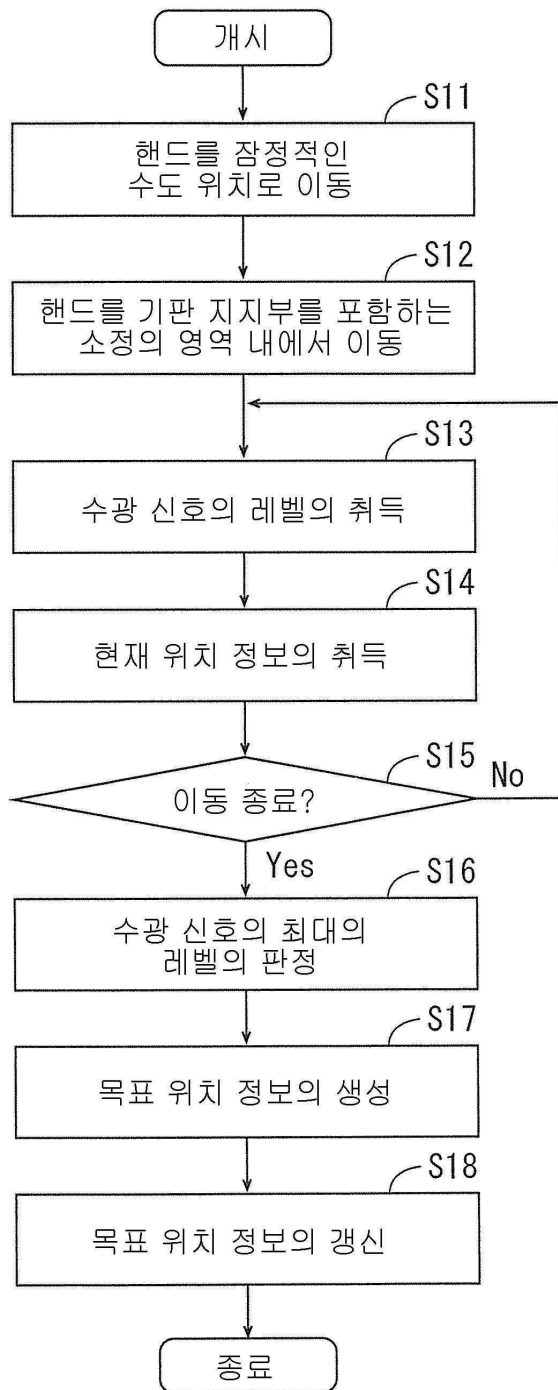 개시
S11
핸드를 잠정적인
수도 위치로 이동
S12
핸드를 기판 지지부를 포함하는
소정의 영역 내에서 이동
S13
수광 신호의 레벨의 취득
S14
현재 위치 정보의 취득
S15
이동 종료?
No
Yes
S16
수광 신호의 최대의
레벨의 판정
S17
목표 위치 정보의 생성
S18
목표 위치 정보의 갱신
종료